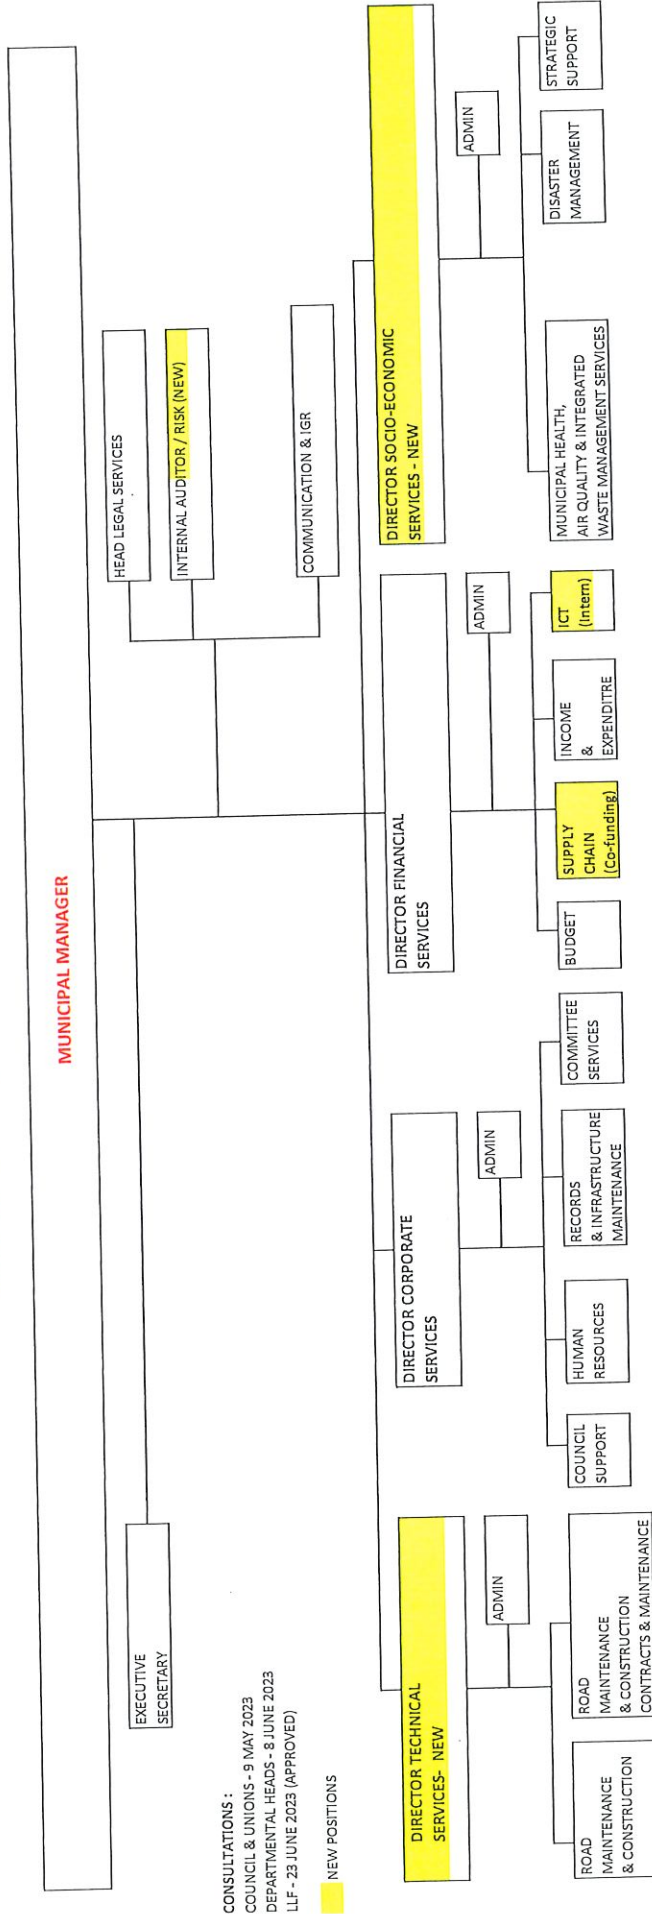 MUNICIPAL MANAGER
EXECUTIVE
SECRETARY
HEAD LEGAL SERVICES
INTERNAL AUDITOR / RISK (NEW)
COMMUNICATION & IGR
CONSULTATIONS :
COUNCIL & UNIONS - 9 MAY 2023
DEPARTMENTAL HEADS - 8 JUNE 2023
LLF - 23 JUNE 2023 (APPROVED)
NEW POSITIONS
DIRECTOR TECHNICAL
SERVICES- NEW
ADMIN
ROAD
MAINTENANCE
& CONSTRUCTION
ROAD
MAINTENANCE
& CONSTRUCTION
CONTRACTS & MAINTENANCE
DIRECTOR CORPORATE
SERVICES
ADMIN
COUNCIL
SUPPORT
HUMAN
RESOURCES
RECORDS
& INFRASTRUCTURE
MAINTENANCE
COMMITTEE
SERVICES
DIRECTOR FINANCIAL
SERVICES
ADMIN
BUDGET
SUPPLY
CHAIN
(Co-funding)
INCOME
&
EXPENDITRE
ICT
(Intern)
DIRECTOR SOCIO-ECONOMIC
SERVICES - NEW
ADMIN
MUNICIPAL HEALTH,
AIR QUALITY & INTEGRATED
WASTE MANAGEMENT SERVICES
DISASTER
MANAGEMENT
STRATEGIC
SUPPORT